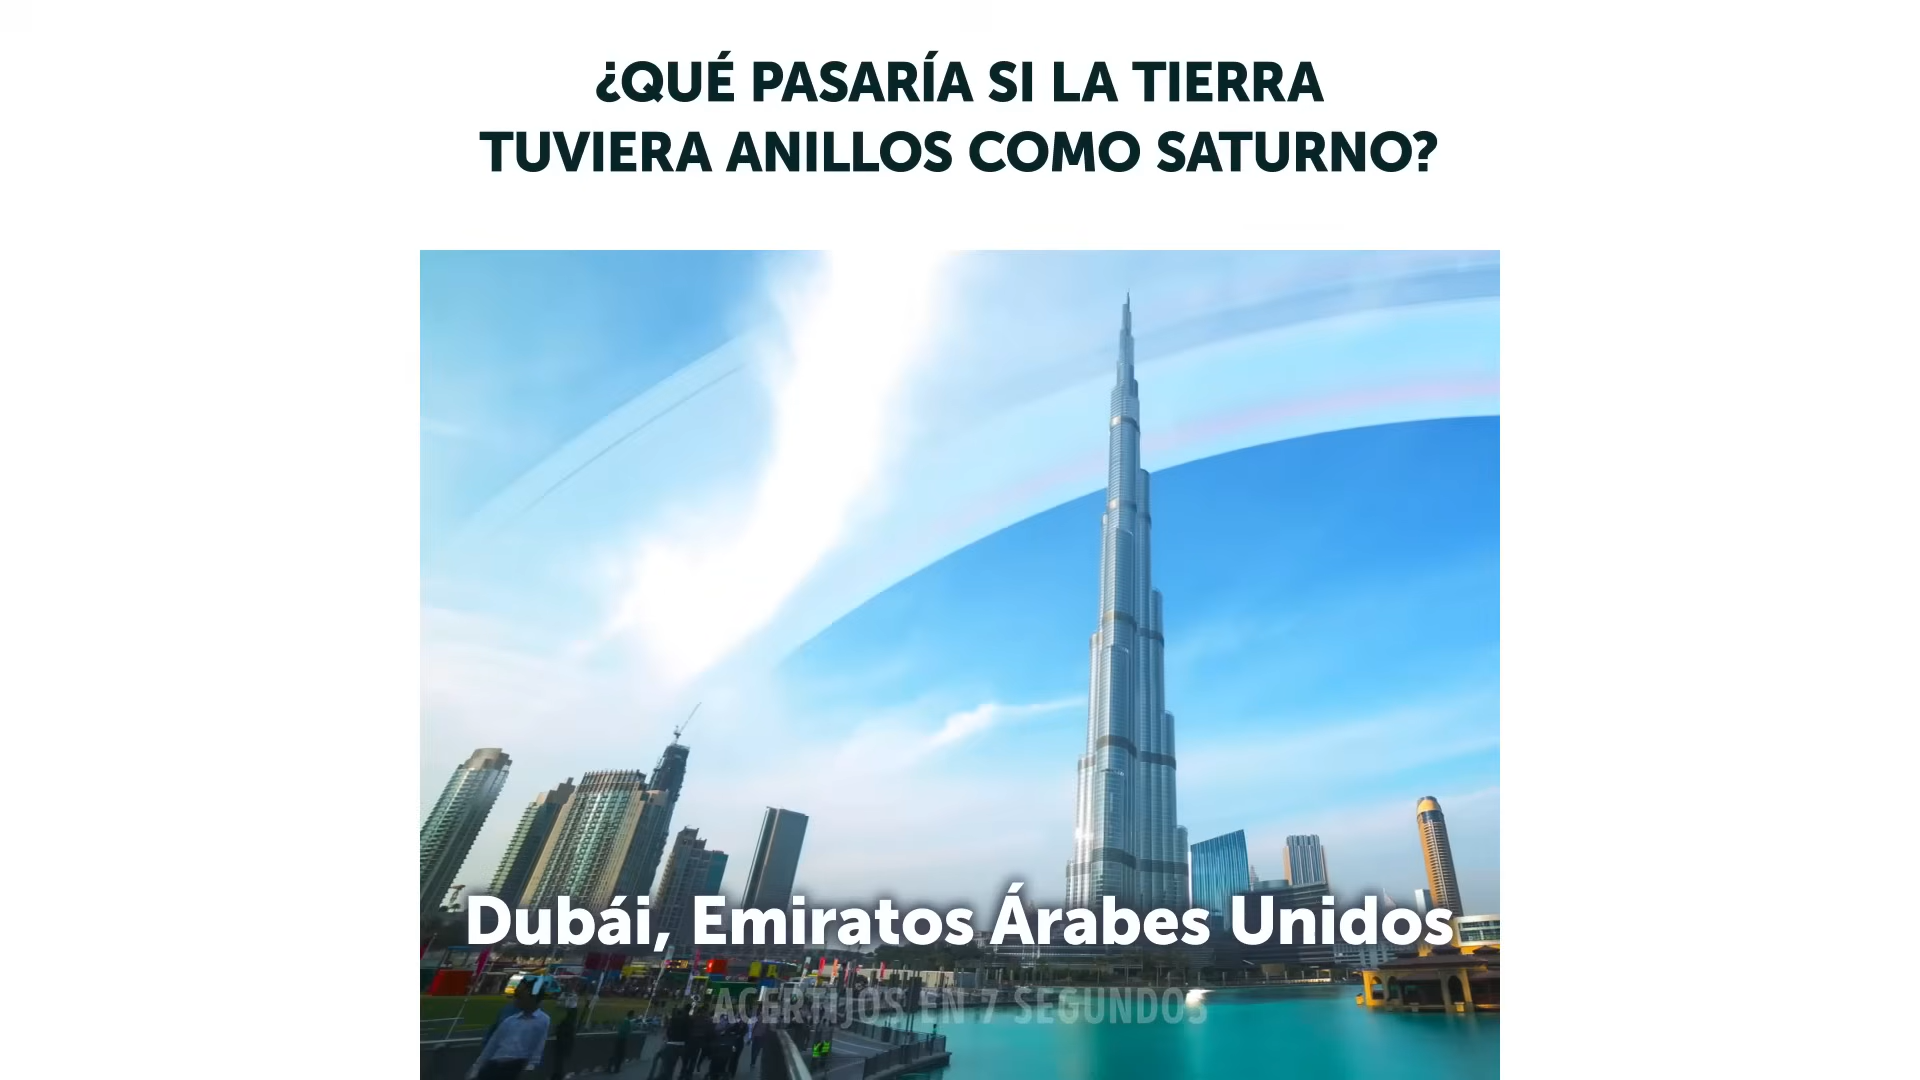 ¿QUÉ PASARÍA SI LA TIERRA
TUVIERA ANILLOS COMO SATURNO?
Dubái, Emiratos Árabes Unidos
ACERTIJOS EN 7 SEGUNDOS